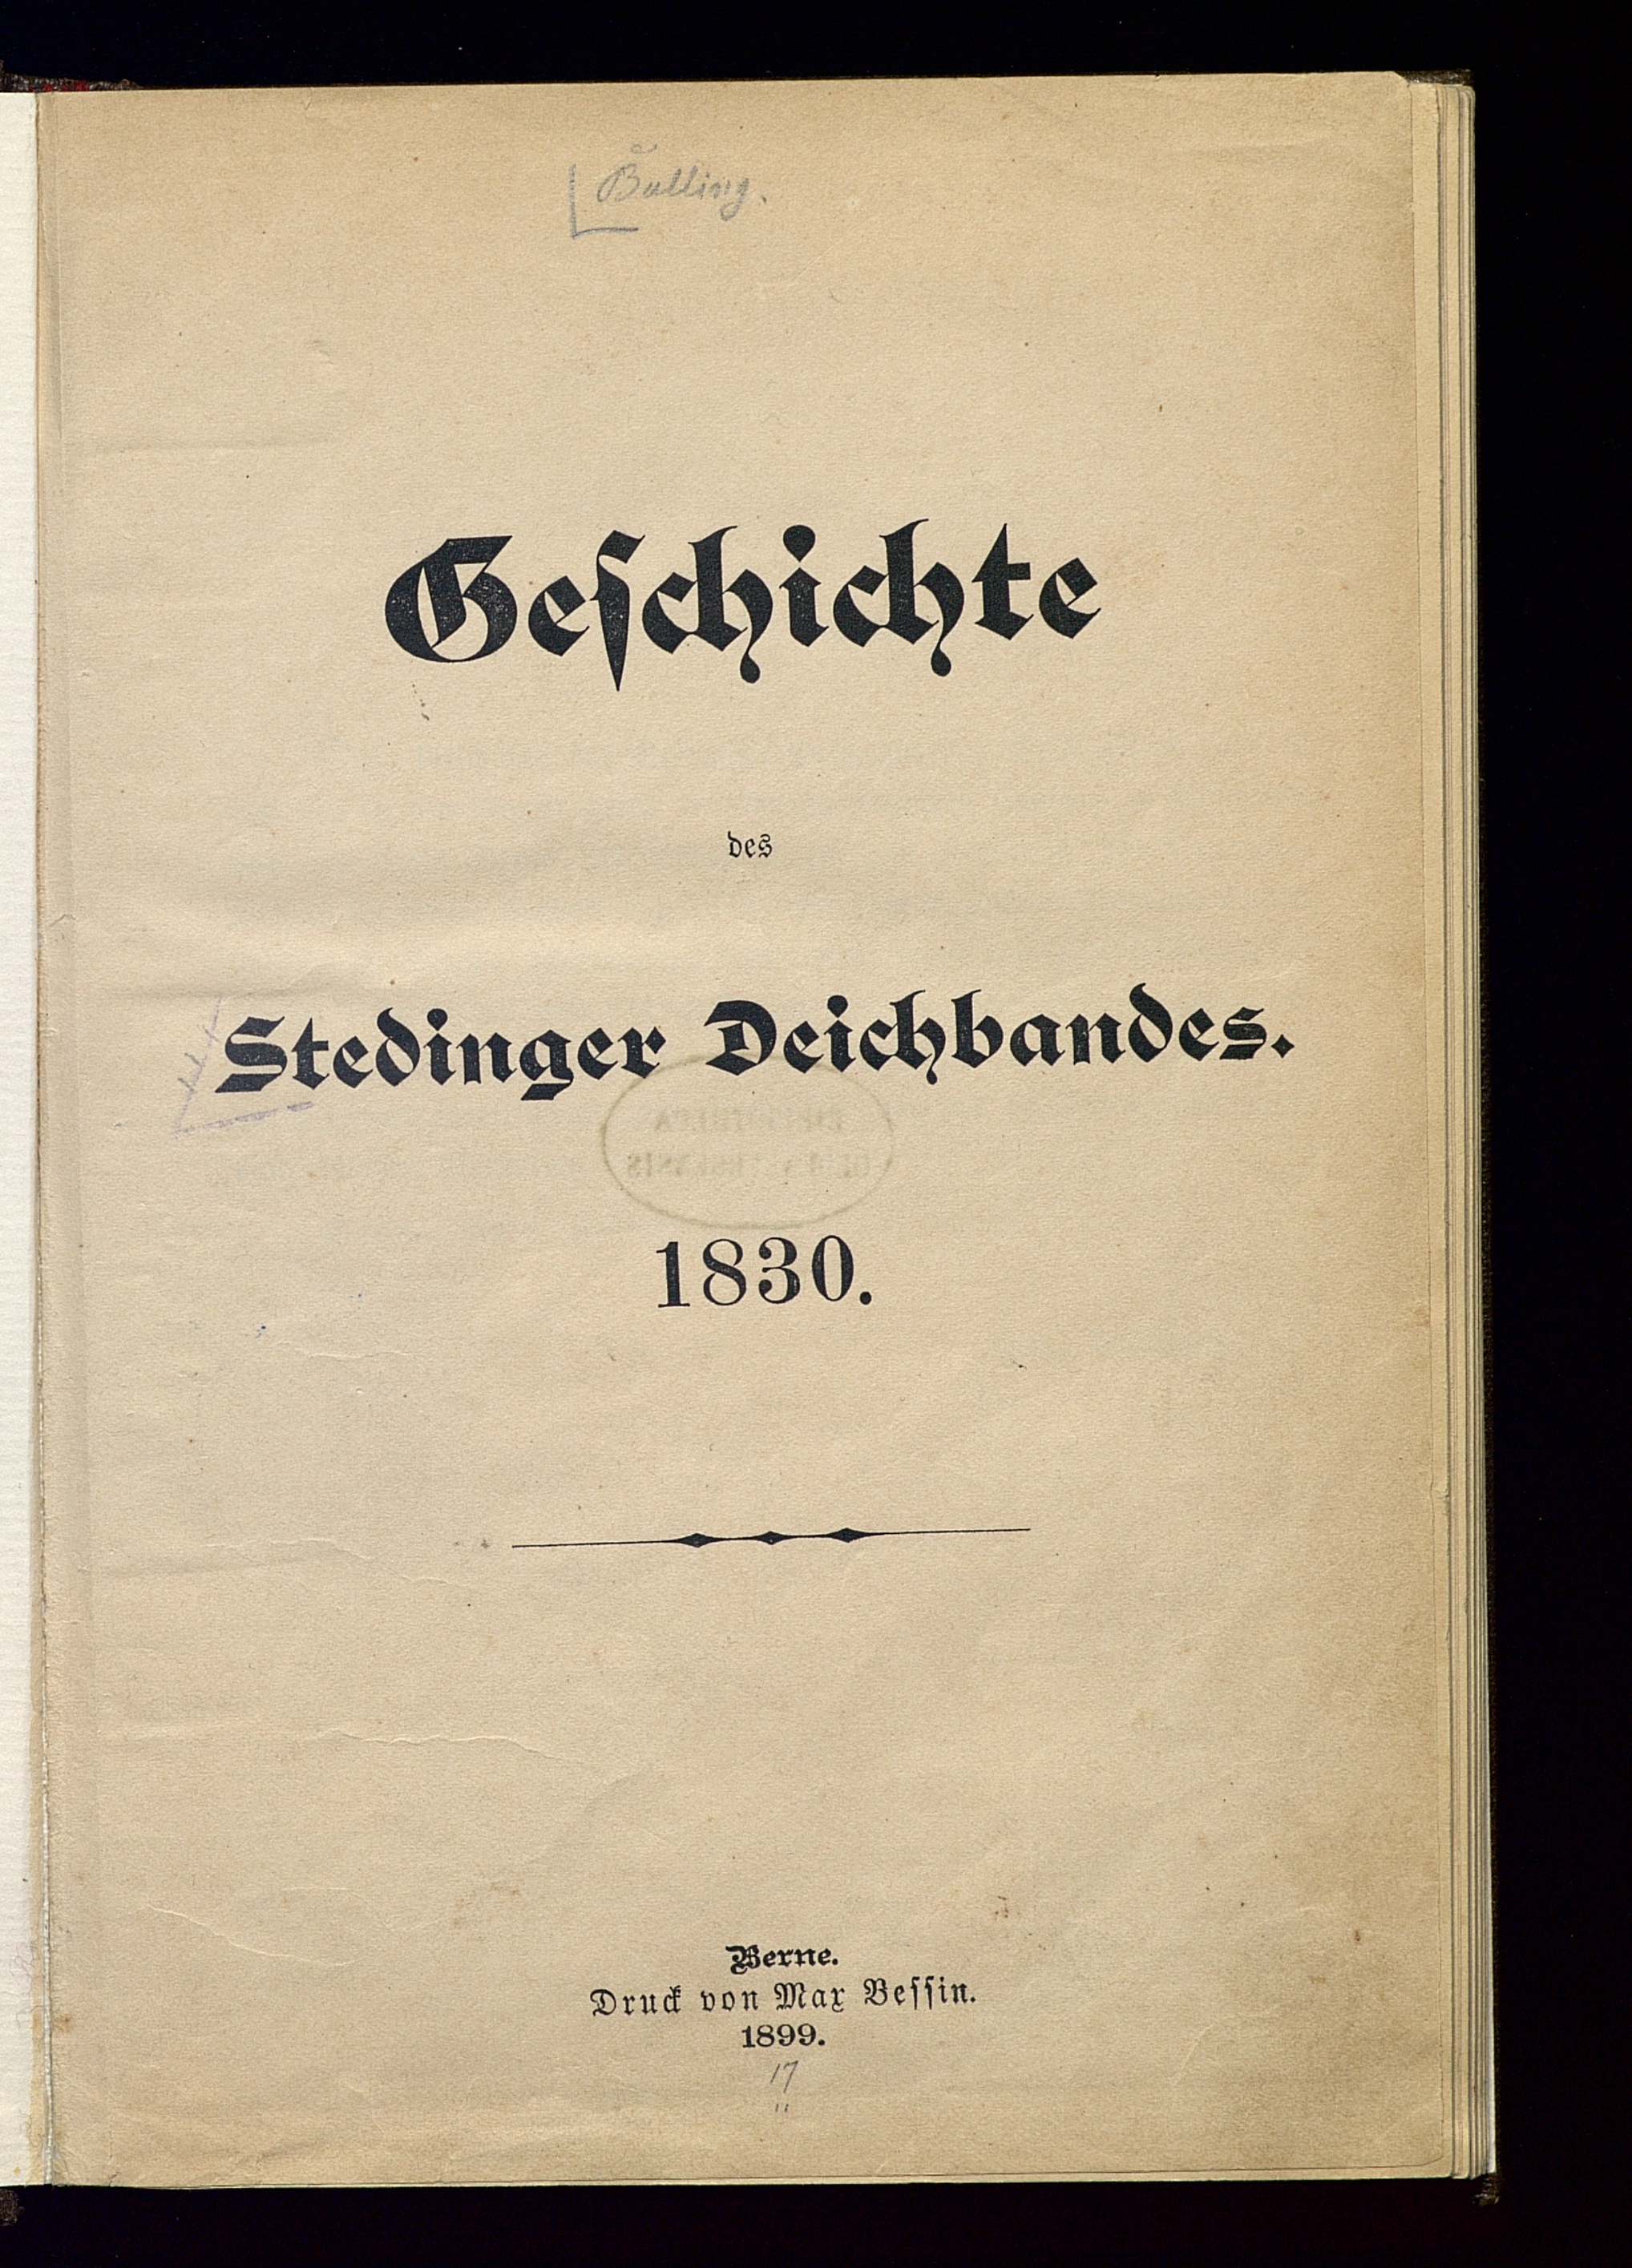 Bulling.
Geschichte
des
Stedinger Deichbandes.
1830.
Berne.
Druck von Max Bessin.
1899.
17